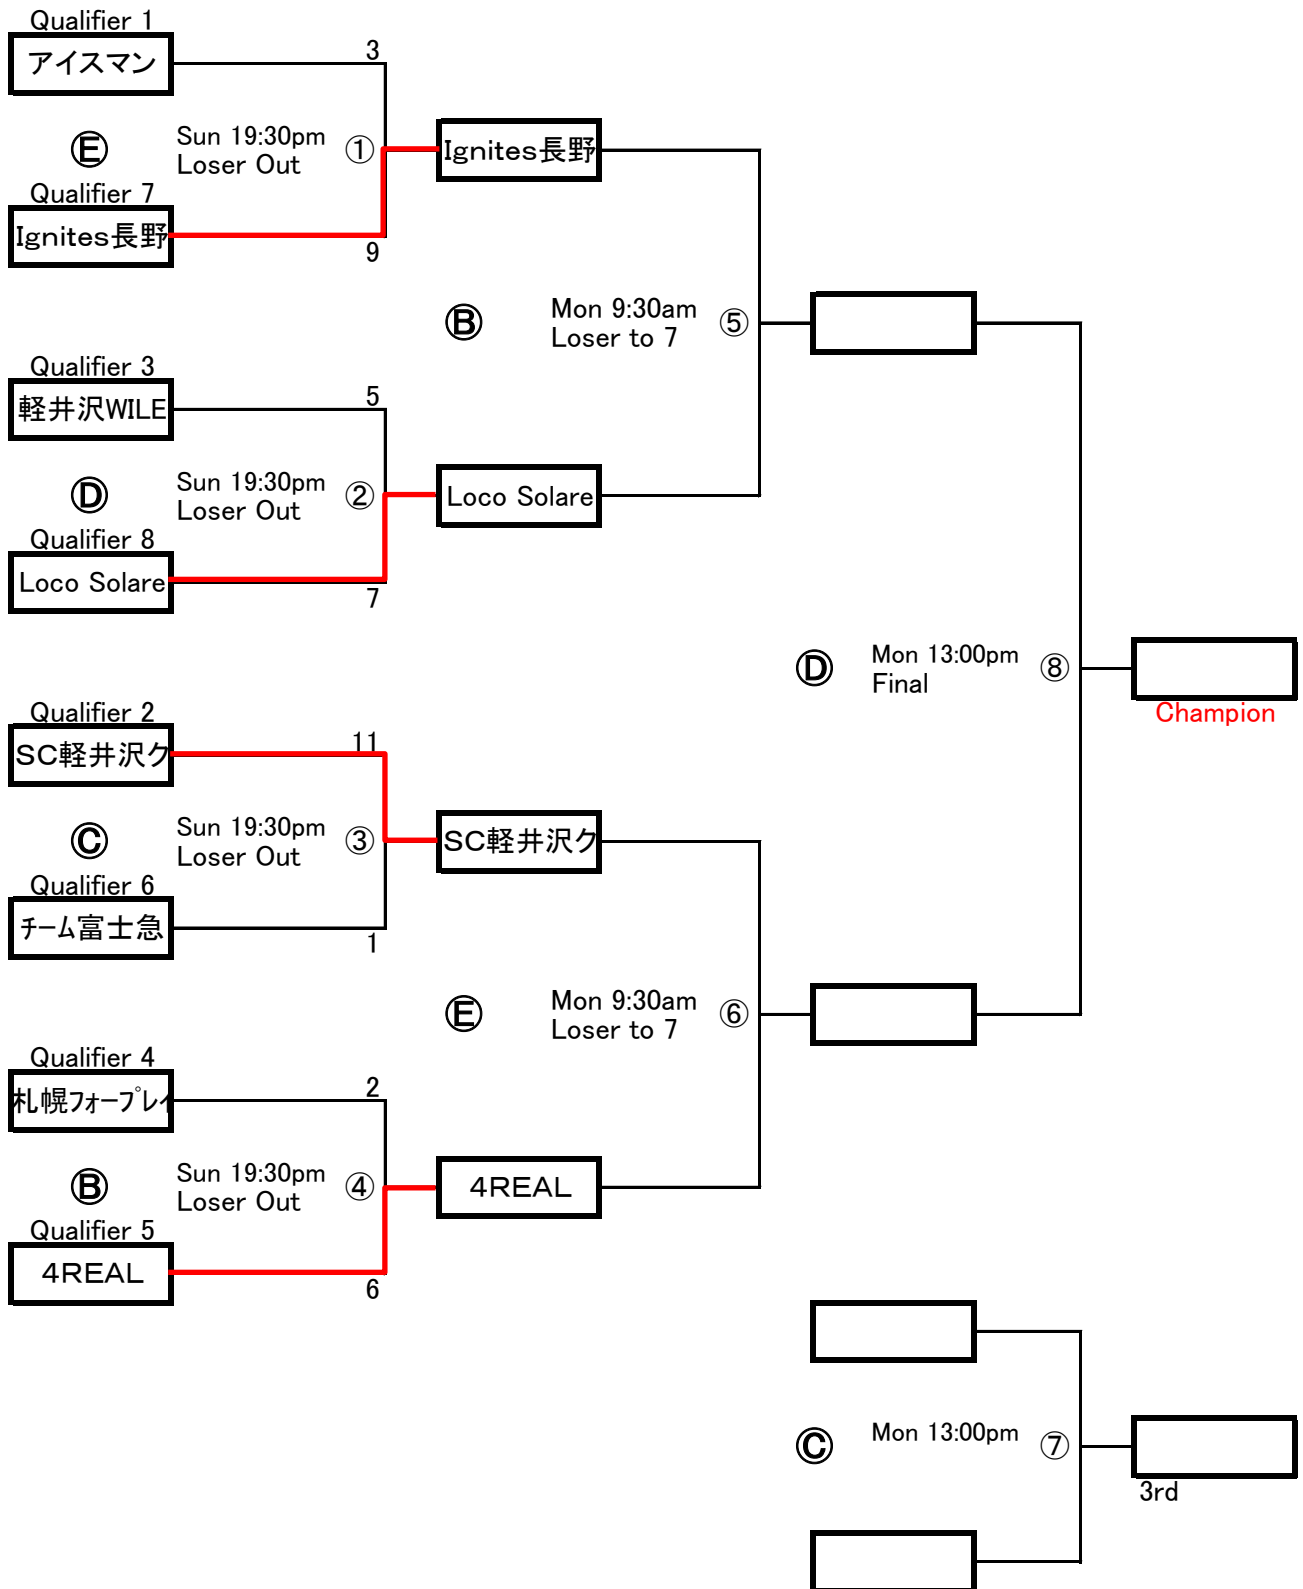 Qualifier 1
アイスマン
3
Ⓔ
Sun 19:30pm
Loser Out
①
Qualifier 7
Ignites長野
9
Ignites長野
Ⓑ
Mon 9:30am
Loser to 7
⑤
Qualifier 3
軽井沢WILE
5
Ⓓ
Sun 19:30pm
Loser Out
②
Qualifier 8
Loco Solare
7
Loco Solare
Ⓓ
Mon 13:00pm
Final
⑧
Champion
Qualifier 2
SC軽井沢ク
11
Ⓒ
Sun 19:30pm
Loser Out
③
Qualifier 6
チーム富士急
1
SC軽井沢ク
Ⓔ
Mon 9:30am
Loser to 7
⑥
Qualifier 4
札幌フォープレイ
2
Ⓑ
Sun 19:30pm
Loser Out
④
Qualifier 5
4REAL
6
4REAL
Ⓒ
Mon 13:00pm
⑦
3rd